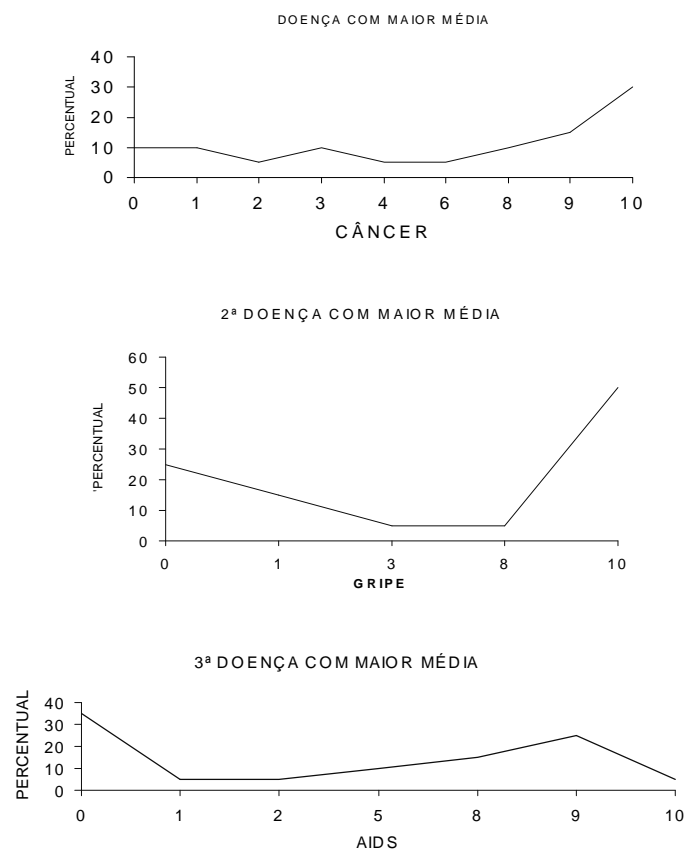 DOENÇA COM MAIOR MÉDIA
PERCENTUAL
40
30
20
10
0
0 1 2 3 4 6 8 9 10
CÂNCER
2ª DOENÇA COM MAIOR MÉDIA
'PERCENTUAL
60
50
40
30
20
10
0
0 1 3 8 10
GRIPE
3ª DOENÇA COM MAIOR MÉDIA
PERCENTUAL
40
30
20
10
0
0 1 2 5 8 9 10
AIDS